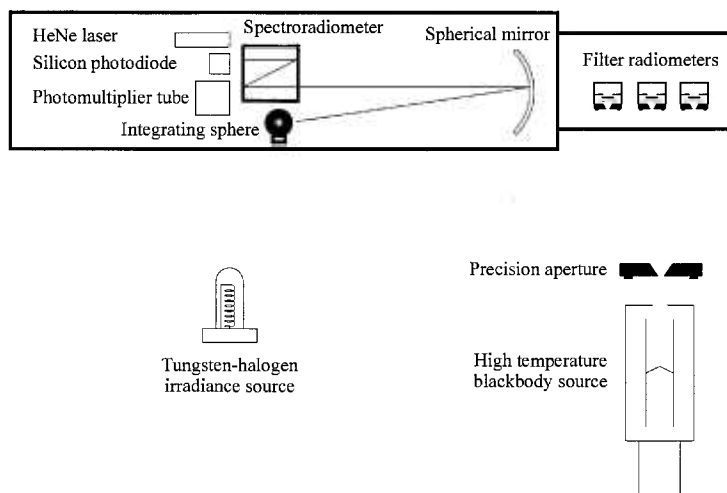 HeNe laser
Silicon photodiode
Photomultiplier tube
Integrating sphere
Spectroradiometer
Spherical mirror
Filter radiometers
Precision aperture
Tungsten-halogen
irradiance source
High temperature
blackbody source